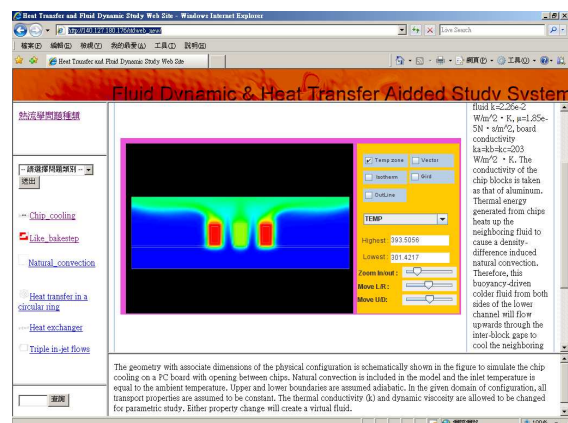 Heat Transfer and Fluid Dynamic Study Web Site - Windows Internet Explorer
Live Search
檔案(F) 編輯(E) 檢視(V) 我的最愛(A) 工具(T) 說明(H)
Heat Transfer and Fluid Dynamic Study Web Site
網頁(P) 工具(O)
Fluid Dynamic & Heat Transfer Aidded Study System
熱流學問題種類
--請選擇問題類別--
送出
Chip_cooling
Like_bakestep
Natural_convection
Heat transfer in a
circular ring
Heat exchanger
Triple in-jet flows
查詢
Temp zone Vector
Isotherm Grid
OutLine
TEMP
Highest 393.5056
Lowest: 301.4217
Zoom In/out :
Move L/R :
Move U/D:
fluid k=2.26e-2
W/m^2 · K, μ=1.85e-
5N · s/m^2, board
conductivity
ka=kb=kc=203
W/m^2 · K. The
conductivity of the
chip blocks is taken
as that of aluminum.
Thermal energy
generated from chips
heats up the
neighboring fluid to
cause a density-
difference induced
natural convection.
Therefore, this
buoyancy-driven
colder fluid from both
sides of the lower
channel will flow
upwards through the
inter-block gaps to
cool the neighboring
The geometry with associate dimensions of the physical configuration is schematically shown in the figure to simulate the chip
cooling on a PC board with opening between chips. Natural convection is included in the model and the inlet temperature is
equal to the ambient temperature. Upper and lower boundaries are assumed adiabatic. In the given domain of configuration, all
transport properties are assumed to be constant. The thermal conductivity (k) and dynamic viscosity are allowed to be changed
for parametric study. Either property change will create a virtual fluid.